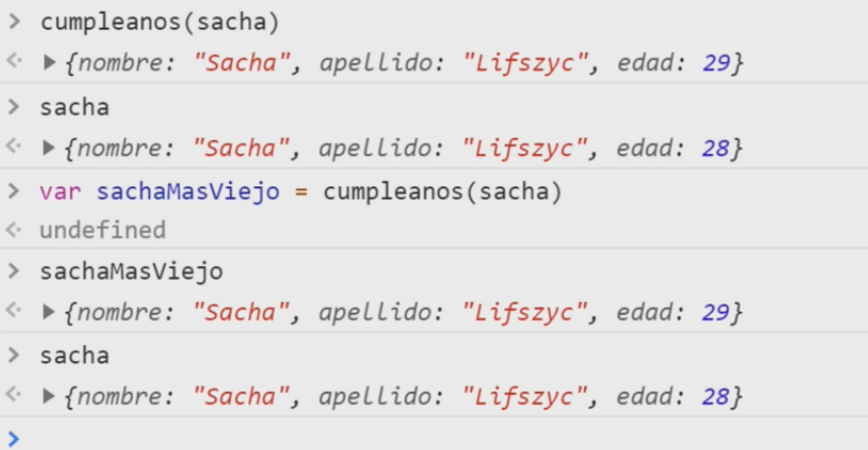 > cumpleanos(sacha)
<· ▶ {nombre: "Sacha", apellido: "Lifszyc", edad: 29}
> sacha
<· ▶ {nombre: "Sacha", apellido: "Lifszyc", edad: 28}
> var sachaMasViejo = cumpleanos(sacha)
<· undefined
> sachaMasViejo
<· ▶ {nombre: "Sacha", apellido: "Lifszyc", edad: 29}
> sacha
<· ▶ {nombre: "Sacha", apellido: "Lifszyc", edad: 28}
>